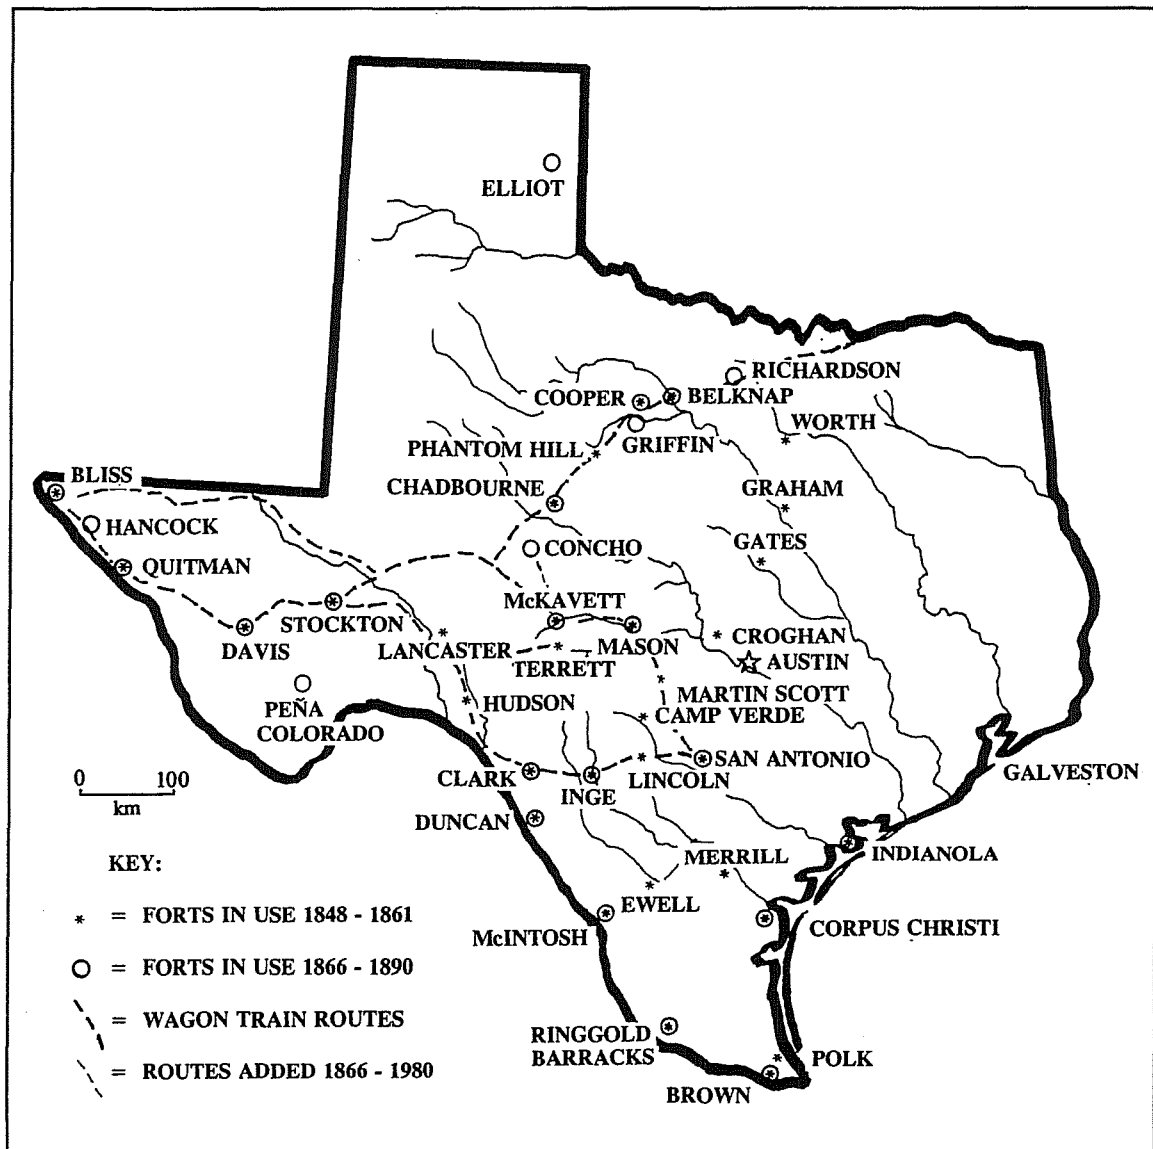 ELLIOT
RICHARDSON
COOPER
BELKNAP
WORTH
GRIFFIN
PHANTOM HILL
BLISS
CHADBOURNE
GRAHAM
HANCOCK
GATES
CONCHO
QUITMAN
McKAVETT
STOCKTON
DAVIS
LANCASTER
MASON
CROGHAN
TERRETT
AUSTIN
MARTIN SCOTT
HUDSON
CAMP VERDE
PEÑA
COLORADO
SAN ANTONIO
GALVESTON
0 100
km
CLARK
INGE
LINCOLN
DUNCAN
MERRILL
INDIANOLA
KEY:
EWELL
* = FORTS IN USE 1848 - 1861
CORPUS CHRISTI
McINTOSH
= FORTS IN USE 1866 - 1890
= WAGON TRAIN ROUTES
RINGGOLD
BARRACKS
POLK
= ROUTES ADDED 1866 - 1980
BROWN